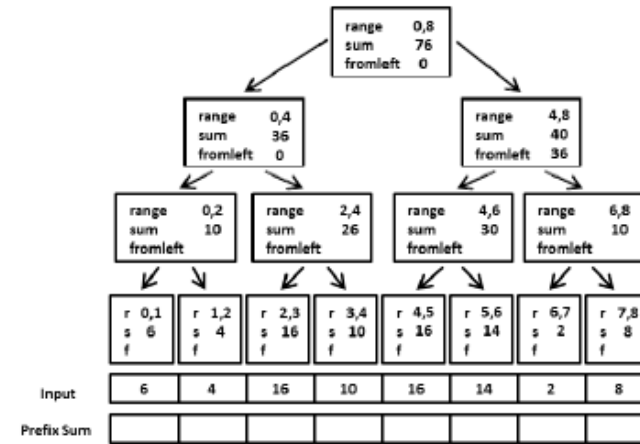 range 0,8
sum 76
fromleft 0
range 0,4
sum 36
fromleft 0
range 4,8
sum 40
fromleft 36
range 0,2
sum 10
fromleft
range 2,4
sum 26
fromleft
range 4,6
sum 30
fromleft
range 6,8
sum 10
fromleft
r 0,1
s 6
f
r 1,2
s 4
f
r 2,3
s 16
f
r 3,4
s 10
f
r 4,5
s 16
f
r 5,6
s 14
f
r 6,7
s 2
f
r 7,8
s 8
f
Input 6 4 16 10 16 14 2 8
Prefix Sum